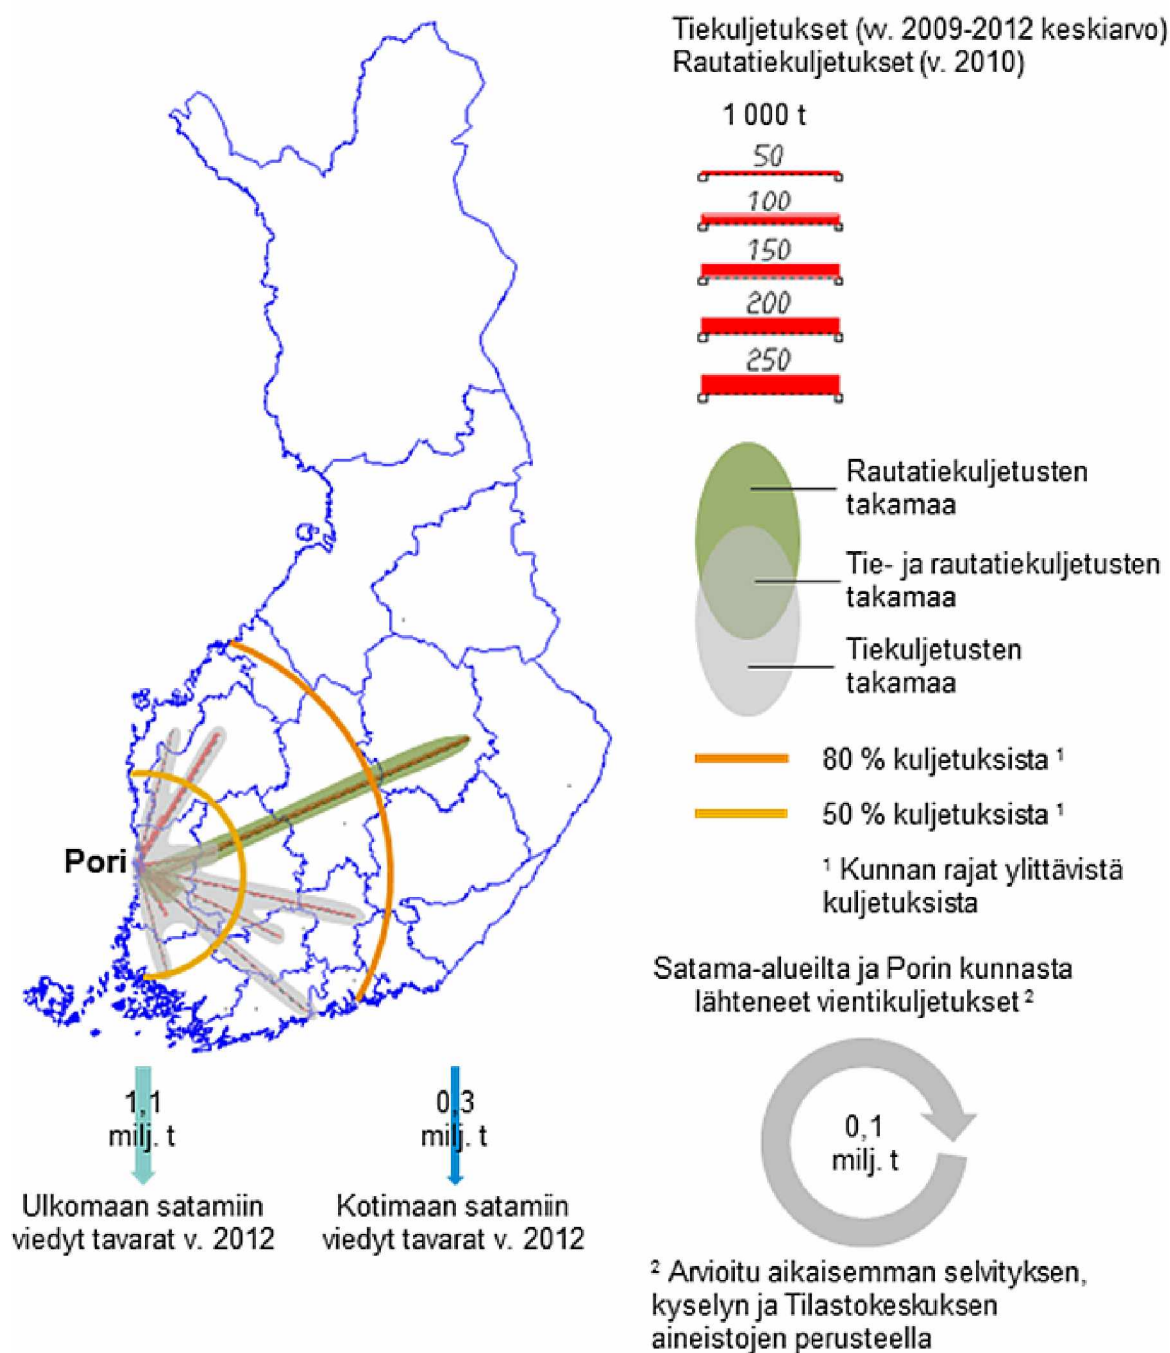 Tiekuljetukset (vv. 2009-2012 keskiarvo)
Rautatiekuljetukset (v. 2010)
1 000 t
50
100
150
200
250
Rautatiekuljetusten
takamaa
Tie- ja rautatiekuljetusten
takamaa
Tiekuljetusten
takamaa
80 % kuljetuksista ¹
50 % kuljetuksista ¹
¹ Kunnan rajat ylittävistä
kuljetuksista
Pori
Satama-alueilta ja Porin kunnasta
lähteneet vientikuljetukset ²
0,1
milj. t
1,1
milj. t
Ulkomaan satamiin
viedyt tavarat v. 2012
0,3
milj. t
Kotimaan satamiin
viedyt tavarat v. 2012
² Arvioitu aikaisemman selvityksen,
kyselyn ja Tilastokeskuksen
aineistojen perusteella